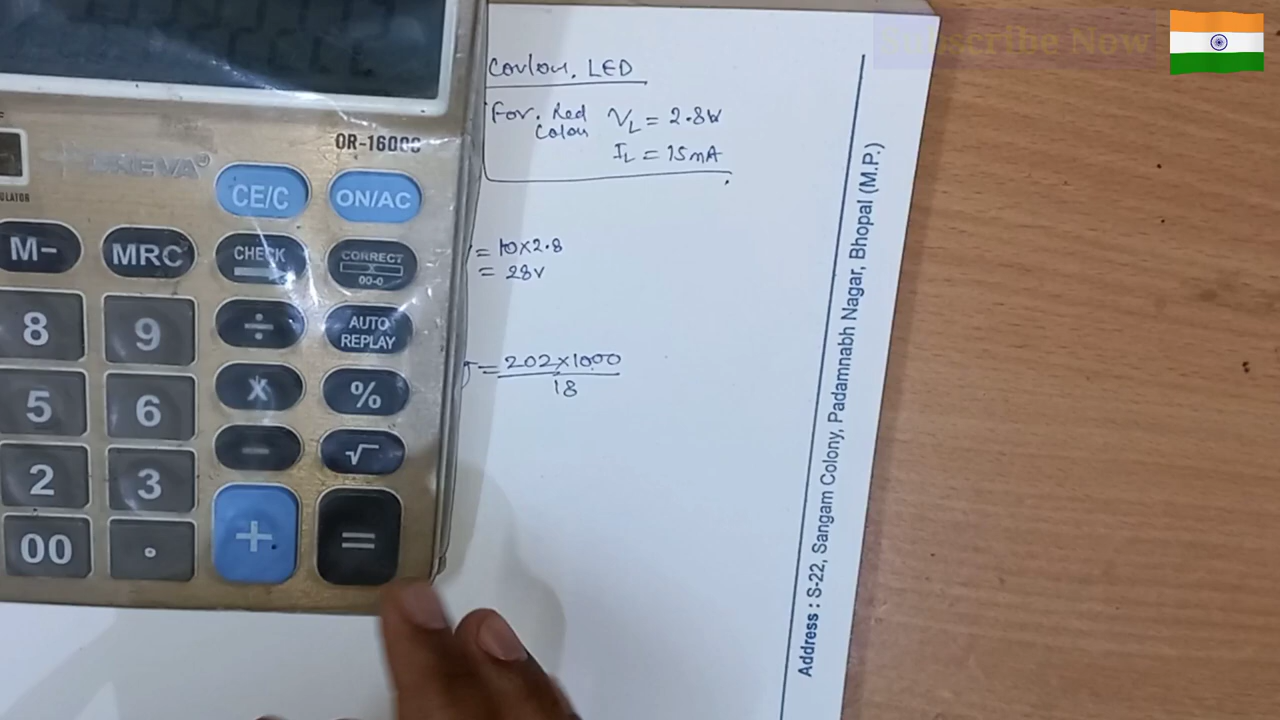 Subscribe Now
Colour. LED
For. Red
Colour
VL = 2.8V
IL = 15mA
= 10×2.8
= 28V
= 202×1000
18
OR-1600G
OREVA
CE/C
ON/AC
M-
MRC
CHECK
CORRECT
00-0
8
9
÷
AUTO
REPLAY
5
6
X
%
2
3
-
√
00
.
+
=
Address : S-22, Sangam Colony, Padamnabh Nagar, Bhopal (M.P.)